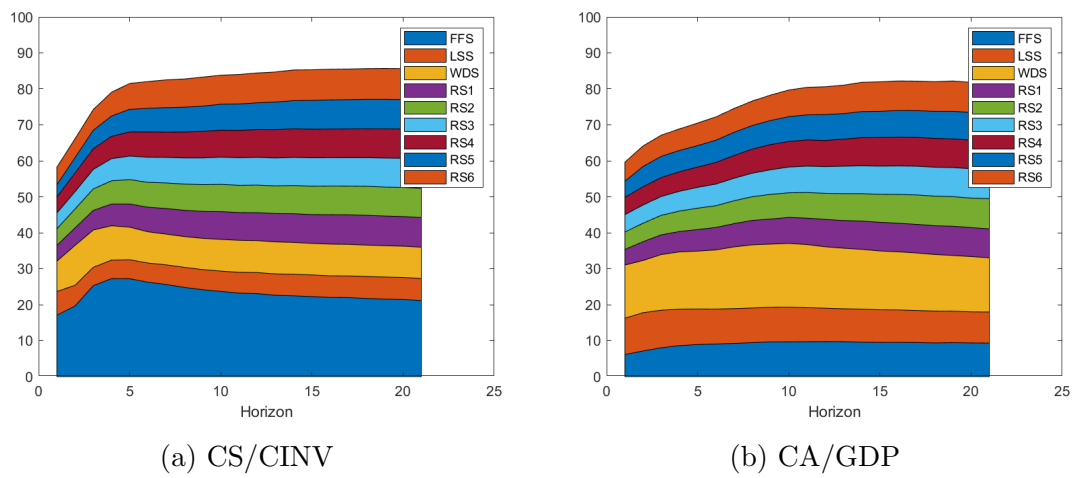 100
90
80
70
60
50
40
30
20
10
0
0 5 10 15 20 25
Horizon
FFS
LSS
WDS
RS1
RS2
RS3
RS4
RS5
RS6
(a) CS/CINV
100
90
80
70
60
50
40
30
20
10
0
0 5 10 15 20 25
Horizon
FFS
LSS
WDS
RS1
RS2
RS3
RS4
RS5
RS6
(b) CA/GDP